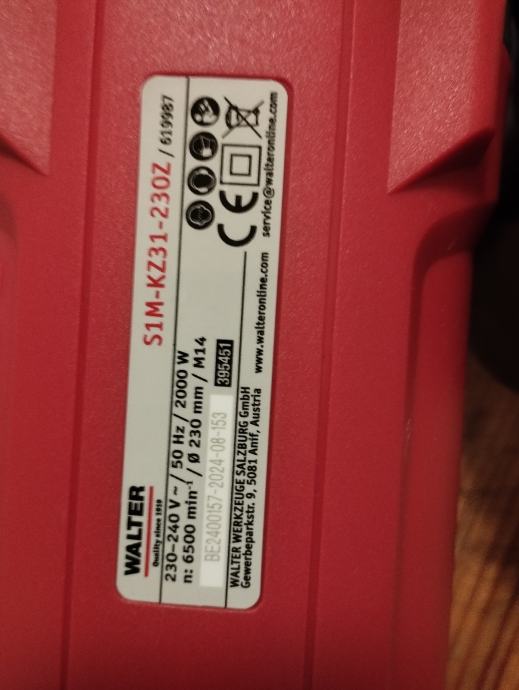 WALTER
Quality since 1919
S1M-KZ31-230Z / 619987
230–240 V ~ / 50 Hz / 2000 W
n: 6500 min⁻¹ / Ø 230 mm / M14
BE2400157-2024-08-153
395451
CE
WALTER WERKZEUGE SALZBURG GmbH
Gewerbeparkstr. 9, 5081 Anif, Austria
www.walteronline.com
service@walteronline.com